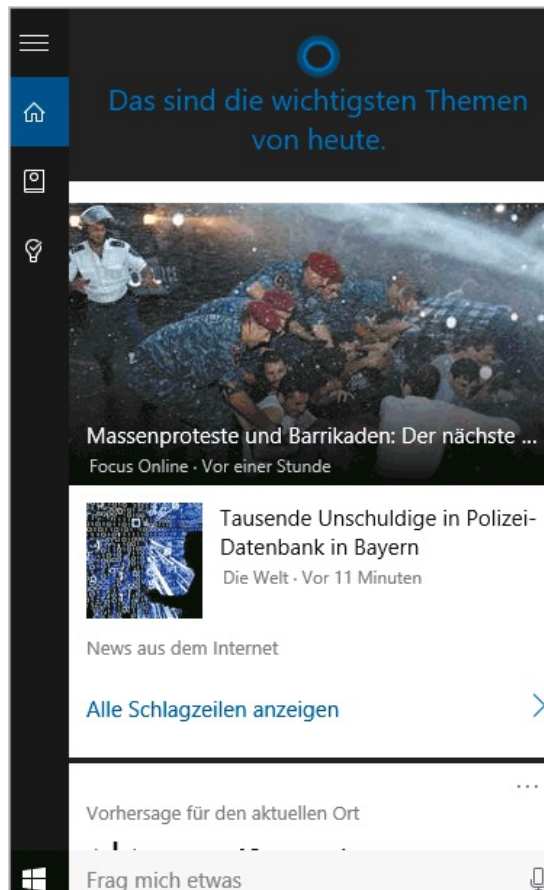 Das sind die wichtigsten Themen
von heute.
Massenproteste und Barrikaden: Der nächste ...
Focus Online · Vor einer Stunde
Tausende Unschuldige in Polizei-
Datenbank in Bayern
Die Welt · Vor 11 Minuten
News aus dem Internet
Alle Schlagzeilen anzeigen
Vorhersage für den aktuellen Ort
Frag mich etwas